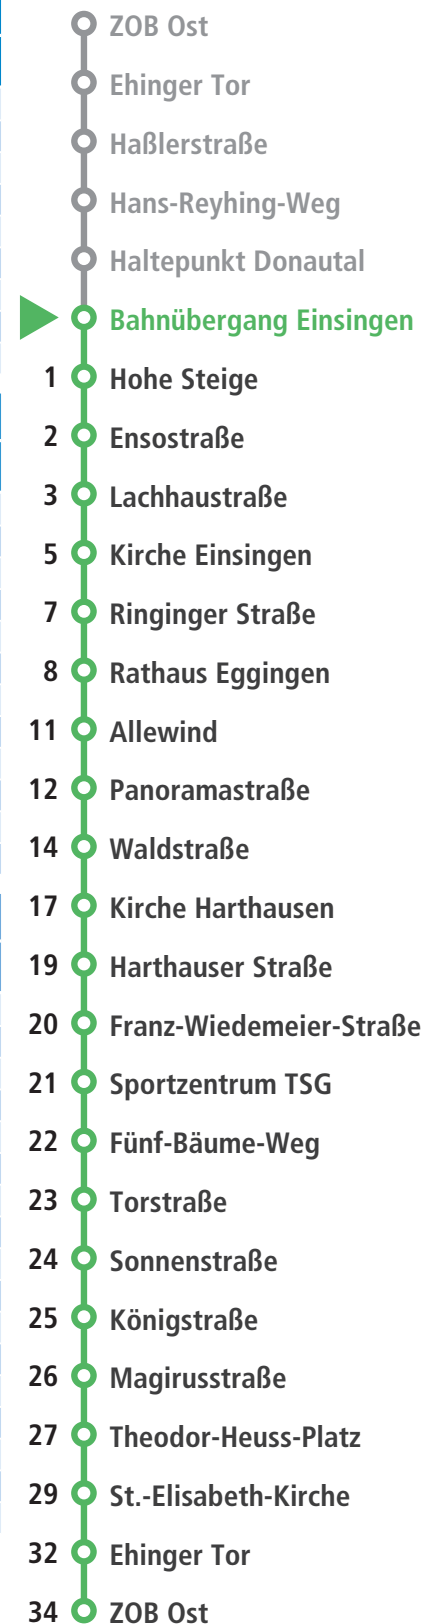 ZOB Ost
Ehinger Tor
Haßlerstraße
Hans-Reyhing-Weg
Haltepunkt Donautal
Bahnübergang Einsingen
1 Hohe Steige
2 Ensostraße
3 Lachhaustraße
5 Kirche Einsingen
7 Ringinger Straße
8 Rathaus Eggingen
11 Allewind
12 Panoramastraße
14 Waldstraße
17 Kirche Harthausen
19 Harthauser Straße
20 Franz-Wiedemeier-Straße
21 Sportzentrum TSG
22 Fünf-Bäume-Weg
23 Torstraße
24 Sonnenstraße
25 Königstraße
26 Magirusstraße
27 Theodor-Heuss-Platz
29 St.-Elisabeth-Kirche
32 Ehinger Tor
34 ZOB Ost